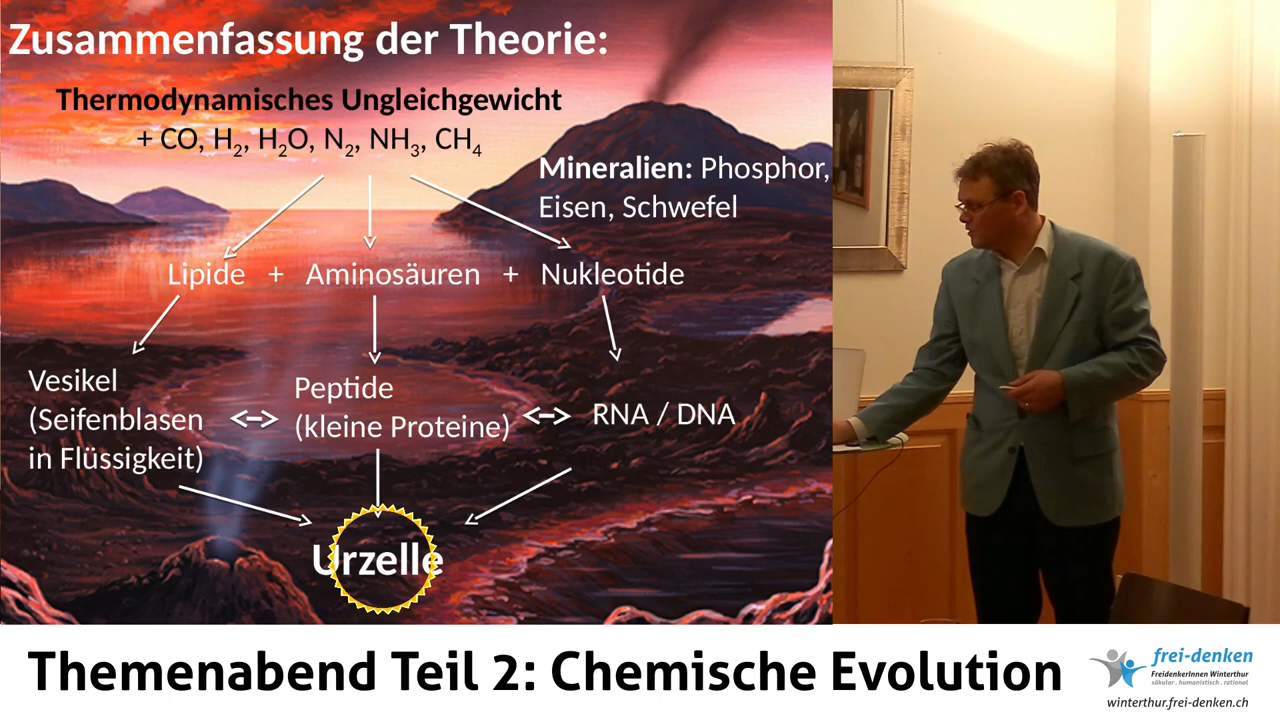 Zusammenfassung der Theorie:
Thermodynamisches Ungleichgewicht
+ CO, H₂, H₂O, N₂, NH₃, CH₄
Mineralien: Phosphor,
Eisen, Schwefel
Lipide + Aminosäuren + Nukleotide
Vesikel
(Seifenblasen
in Flüssigkeit)
Peptide
(kleine Proteine)
RNA / DNA
Urzelle
Themenabend Teil 2: Chemische Evolution
frei-denken
FreidenkerInnen Winterthur
säkular . humanistisch . rational
winterthur.frei-denken.ch